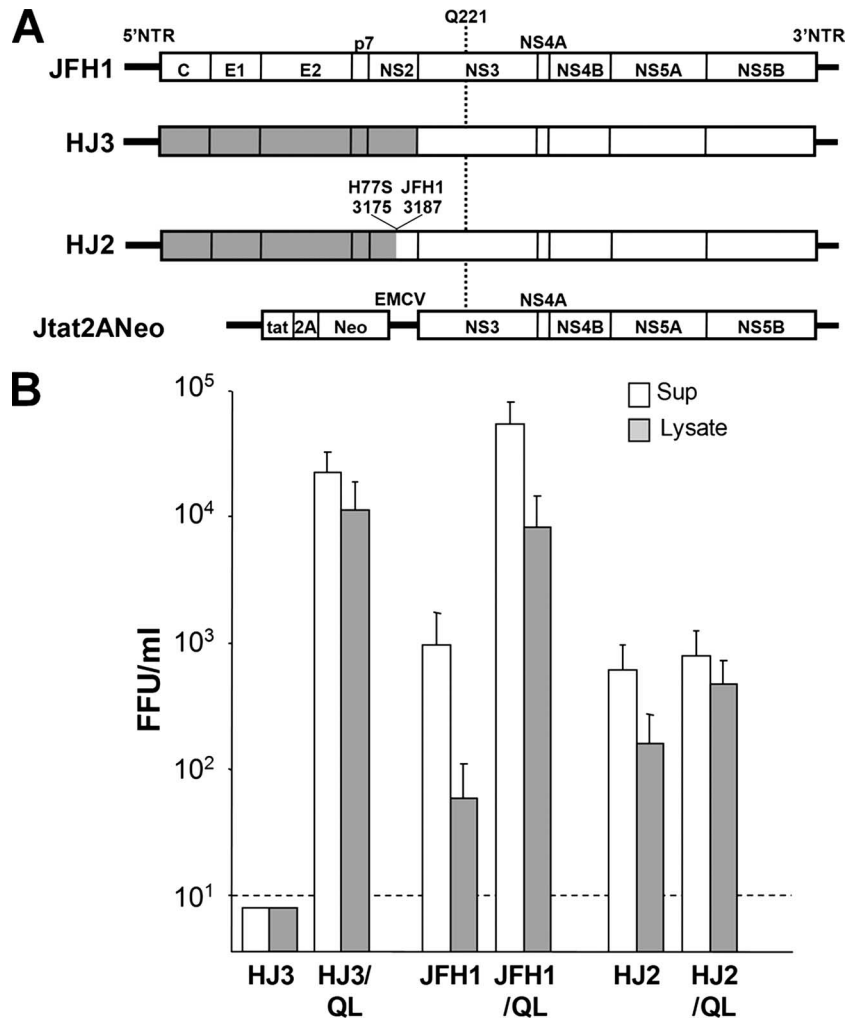 A
Q221
5'NTR p7 NS4A 3'NTR
JFH1 C E1 E2 NS2 NS3 NS4B NS5A NS5B
HJ3
H77S JFH1
3175 3187
HJ2
EMCV NS4A
Jtat2ANeo tat 2A Neo NS3 NS4B NS5A NS5B
B
10^5
Sup
Lysate
10^4
10^3
10^2
10^1
FFU/ml
HJ3 HJ3/ JFH1 JFH1 HJ2 HJ2
QL /QL /QL